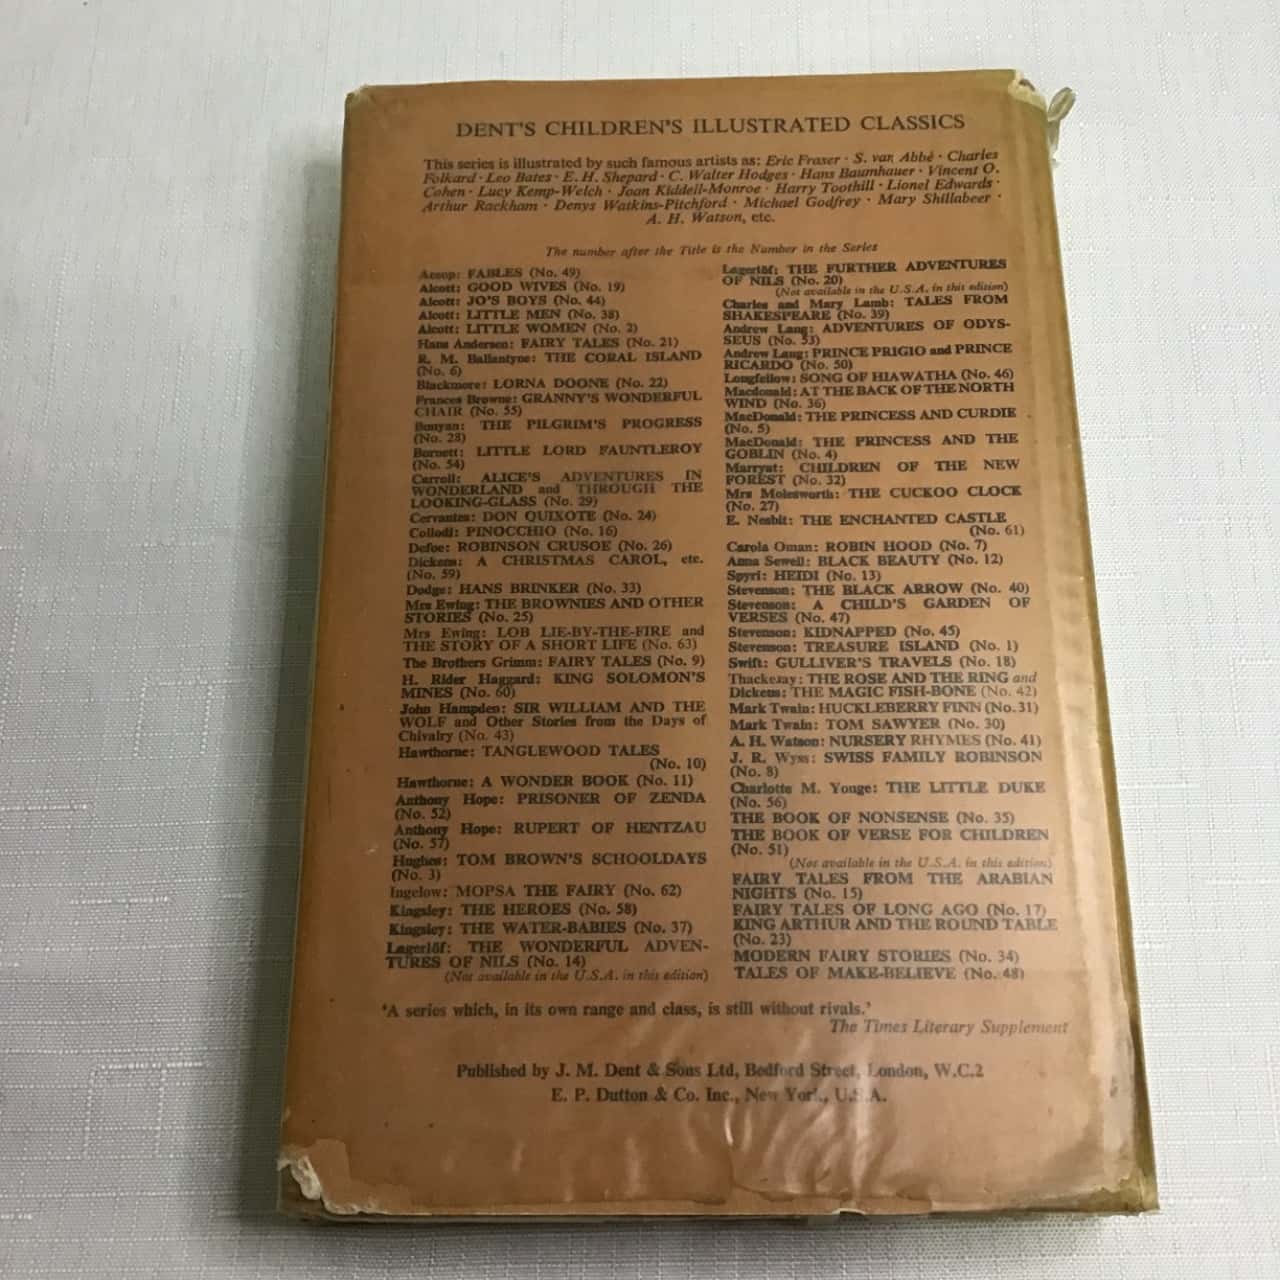 DENT'S CHILDREN'S ILLUSTRATED CLASSICS
This series is illustrated by such famous artists as: Eric Fraser · S. van Abbé · Charles
Folkard · Leo Bates · E. H. Shepard · C. Walter Hodges · Hans Baumhauer · Vincent O.
Cohen · Lucy Kemp-Welch · Joan Kiddell-Monroe · Harry Toothill · Lionel Edwards ·
Arthur Rackham · Denys Watkins-Pitchford · Michael Godfrey · Mary Shillabeer ·
A. H. Watson, etc.
The number after the Title is the Number in the Series
Aesop: FABLES (No. 49)
Alcott: GOOD WIVES (No. 19)
Alcott: JO'S BOYS (No. 44)
Alcott: LITTLE MEN (No. 38)
Alcott: LITTLE WOMEN (No. 2)
Hans Andersen: FAIRY TALES (No. 21)
R. M. Ballantyne: THE CORAL ISLAND
(No. 6)
Blackmore: LORNA DOONE (No. 22)
Frances Browne: GRANNY'S WONDERFUL
CHAIR (No. 55)
Bunyan: THE PILGRIM'S PROGRESS
(No. 28)
Burnett: LITTLE LORD FAUNTLEROY
(No. 54)
Carroll: ALICE'S ADVENTURES IN
WONDERLAND and THROUGH THE
LOOKING-GLASS (No. 29)
Cervantes: DON QUIXOTE (No. 24)
Collodi: PINOCCHIO (No. 16)
Defoe: ROBINSON CRUSOE (No. 26)
Dickens: A CHRISTMAS CAROL, etc.
(No. 59)
Dodge: HANS BRINKER (No. 33)
Mrs Ewing: THE BROWNIES AND OTHER
STORIES (No. 25)
Mrs Ewing: LOB LIE-BY-THE-FIRE and
THE STORY OF A SHORT LIFE (No. 63)
The Brothers Grimm: FAIRY TALES (No. 9)
H. Rider Haggard: KING SOLOMON'S
MINES (No. 60)
John Hampden: SIR WILLIAM AND THE
WOLF and Other Stories from the Days of
Chivalry (No. 43)
Hawthorne: TANGLEWOOD TALES
(No. 10)
Hawthorne: A WONDER BOOK (No. 11)
Anthony Hope: PRISONER OF ZENDA
(No. 52)
Anthony Hope: RUPERT OF HENTZAU
(No. 57)
Hughes: TOM BROWN'S SCHOOLDAYS
(No. 3)
Ingelow: MOPSA THE FAIRY (No. 62)
Kingsley: THE HEROES (No. 58)
Kingsley: THE WATER-BABIES (No. 37)
Lagerlöf: THE WONDERFUL ADVEN-
TURES OF NILS (No. 14)
(Not available in the U.S.A. in this edition)
Lagerlöf: THE FURTHER ADVENTURES
OF NILS (No. 20)
(Not available in the U.S.A. in this edition)
Charles and Mary Lamb: TALES FROM
SHAKESPEARE (No. 39)
Andrew Lang: ADVENTURES OF ODYS-
SEUS (No. 53)
Andrew Lang: PRINCE PRIGIO and PRINCE
RICARDO (No. 50)
Longfellow: SONG OF HIAWATHA (No. 46)
Macdonald: AT THE BACK OF THE NORTH
WIND (No. 36)
MacDonald: THE PRINCESS AND CURDIE
(No. 5)
MacDonald: THE PRINCESS AND THE
GOBLIN (No. 4)
Marryat: CHILDREN OF THE NEW
FOREST (No. 32)
Mrs Molesworth: THE CUCKOO CLOCK
(No. 27)
E. Nesbit: THE ENCHANTED CASTLE
(No. 61)
Carola Oman: ROBIN HOOD (No. 7)
Anna Sewell: BLACK BEAUTY (No. 12)
Spyri: HEIDI (No. 13)
Stevenson: THE BLACK ARROW (No. 40)
Stevenson: A CHILD'S GARDEN OF
VERSES (No. 47)
Stevenson: KIDNAPPED (No. 45)
Stevenson: TREASURE ISLAND (No. 1)
Swift: GULLIVER'S TRAVELS (No. 18)
Thackeray: THE ROSE AND THE RING and
Dickens: THE MAGIC FISH-BONE (No. 42)
Mark Twain: HUCKLEBERRY FINN (No. 31)
Mark Twain: TOM SAWYER (No. 30)
A. H. Watson: NURSERY RHYMES (No. 41)
J. R. Wyss: SWISS FAMILY ROBINSON
(No. 8)
Charlotte M. Yonge: THE LITTLE DUKE
(No. 56)
THE BOOK OF NONSENSE (No. 35)
THE BOOK OF VERSE FOR CHILDREN
(No. 51)
(Not available in the U.S.A. in this edition)
FAIRY TALES FROM THE ARABIAN
NIGHTS (No. 15)
FAIRY TALES OF LONG AGO (No. 17)
KING ARTHUR AND THE ROUND TABLE
(No. 23)
MODERN FAIRY STORIES (No. 34)
TALES OF MAKE-BELIEVE (No. 48)
'A series which, in its own range and class, is still without rivals.'
The Times Literary Supplement
Published by J. M. Dent & Sons Ltd, Bedford Street, London, W.C.2
E. P. Dutton & Co. Inc., New York, U.S.A.